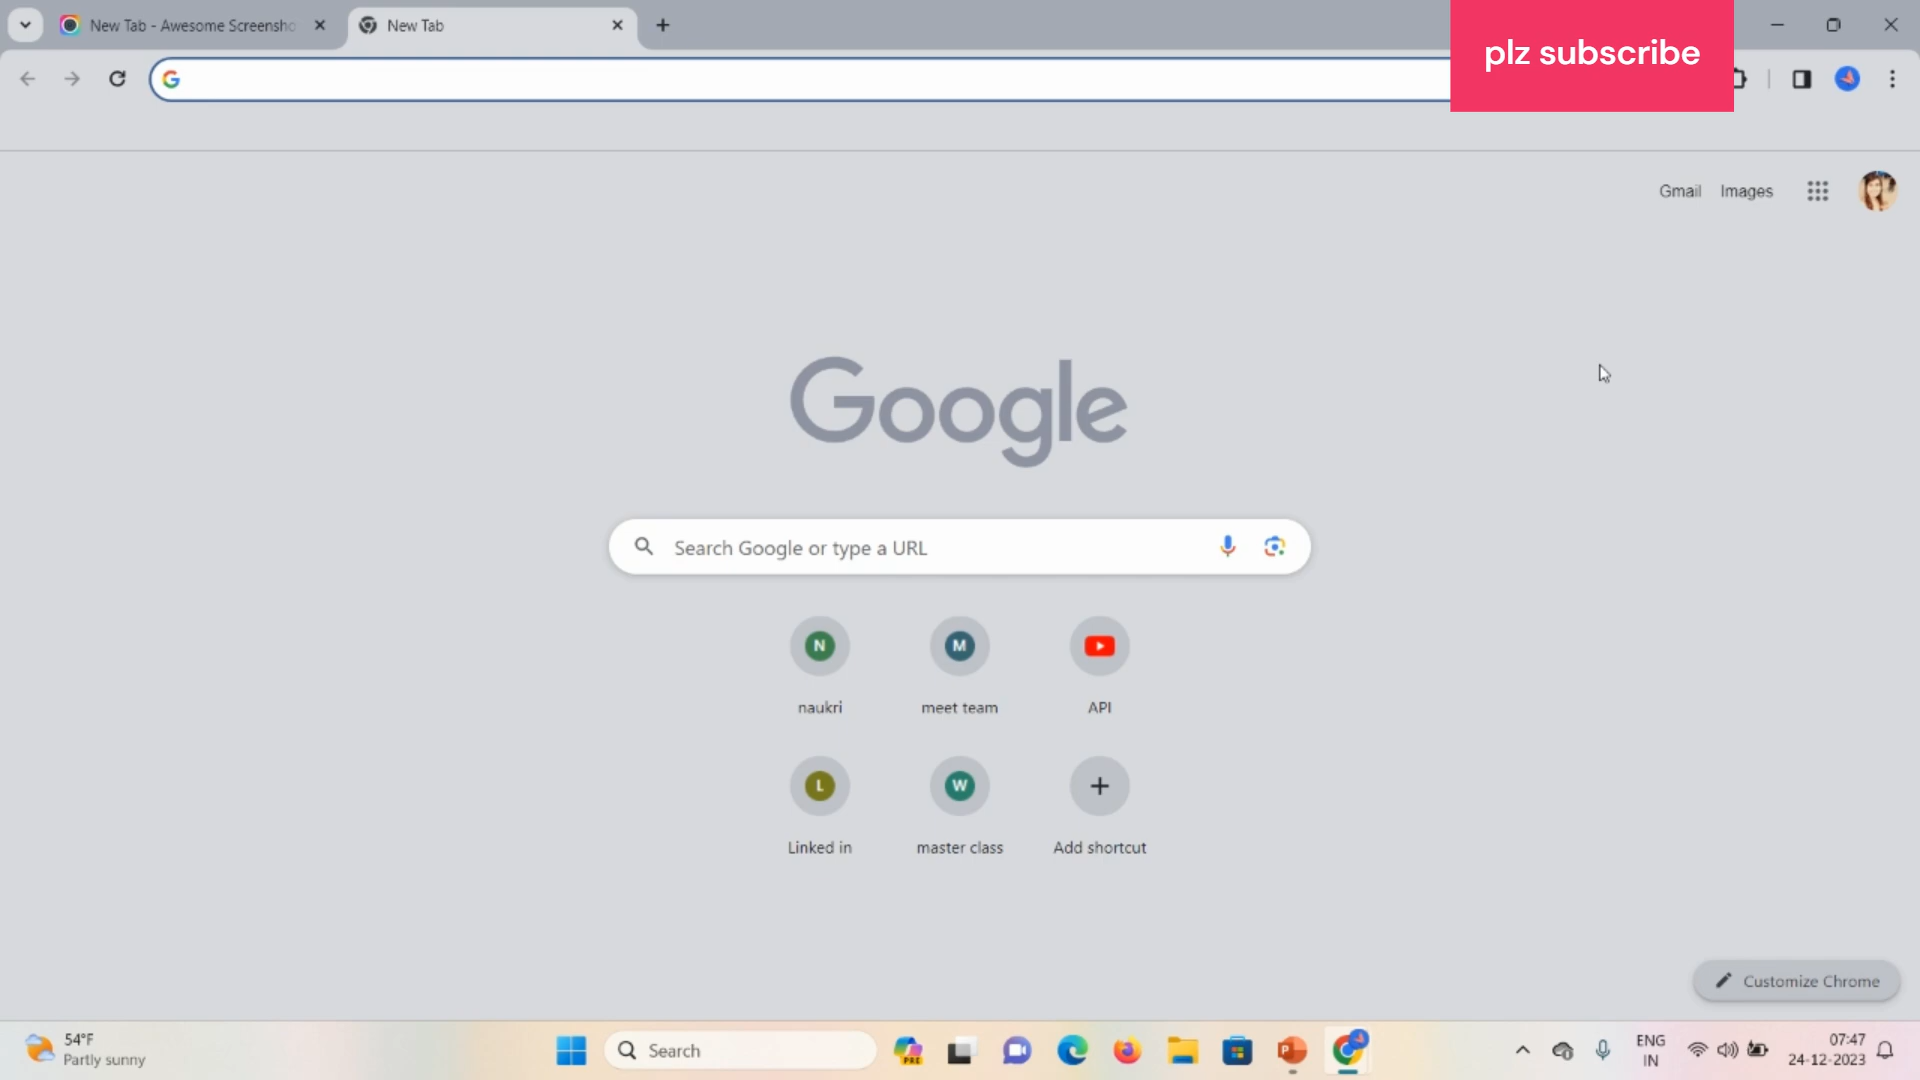 New Tab - Awesome Screensho
New Tab
plz subscribe
Gmail
Images
Google
Search Google or type a URL
N
M
naukri
meet team
API
L
W
Linked in
master class
Add shortcut
Customize Chrome
54°F
Partly sunny
Search
PRE
P
ENG
IN
07:47
24-12-2023